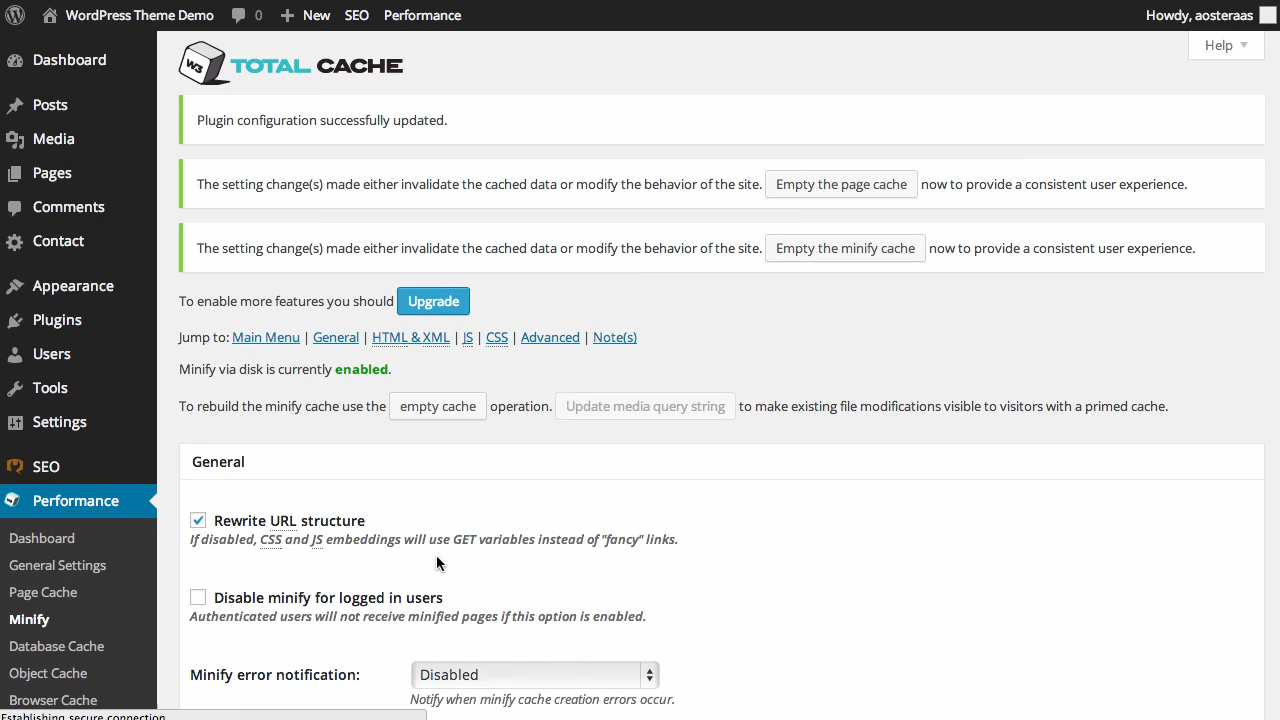 WordPress Theme Demo 0 New SEO Performance Howdy, aosteraas
Help
W3 TOTAL CACHE
Dashboard
Posts
Media
Pages
Comments
Contact
Appearance
Plugins
Users
Tools
Settings
SEO
Performance
Dashboard
General Settings
Page Cache
Minify
Database Cache
Object Cache
Browser Cache
Plugin configuration successfully updated.
The setting change(s) made either invalidate the cached data or modify the behavior of the site. Empty the page cache now to provide a consistent user experience.
The setting change(s) made either invalidate the cached data or modify the behavior of the site. Empty the minify cache now to provide a consistent user experience.
To enable more features you should Upgrade
Jump to: Main Menu | General | HTML & XML | JS | CSS | Advanced | Note(s)
Minify via disk is currently enabled.
To rebuild the minify cache use the empty cache operation. Update media query string to make existing file modifications visible to visitors with a primed cache.
General
Rewrite URL structure
If disabled, CSS and JS embeddings will use GET variables instead of "fancy" links.
Disable minify for logged in users
Authenticated users will not receive minified pages if this option is enabled.
Minify error notification: Disabled
Notify when minify cache creation errors occur.
Establishing secure connection